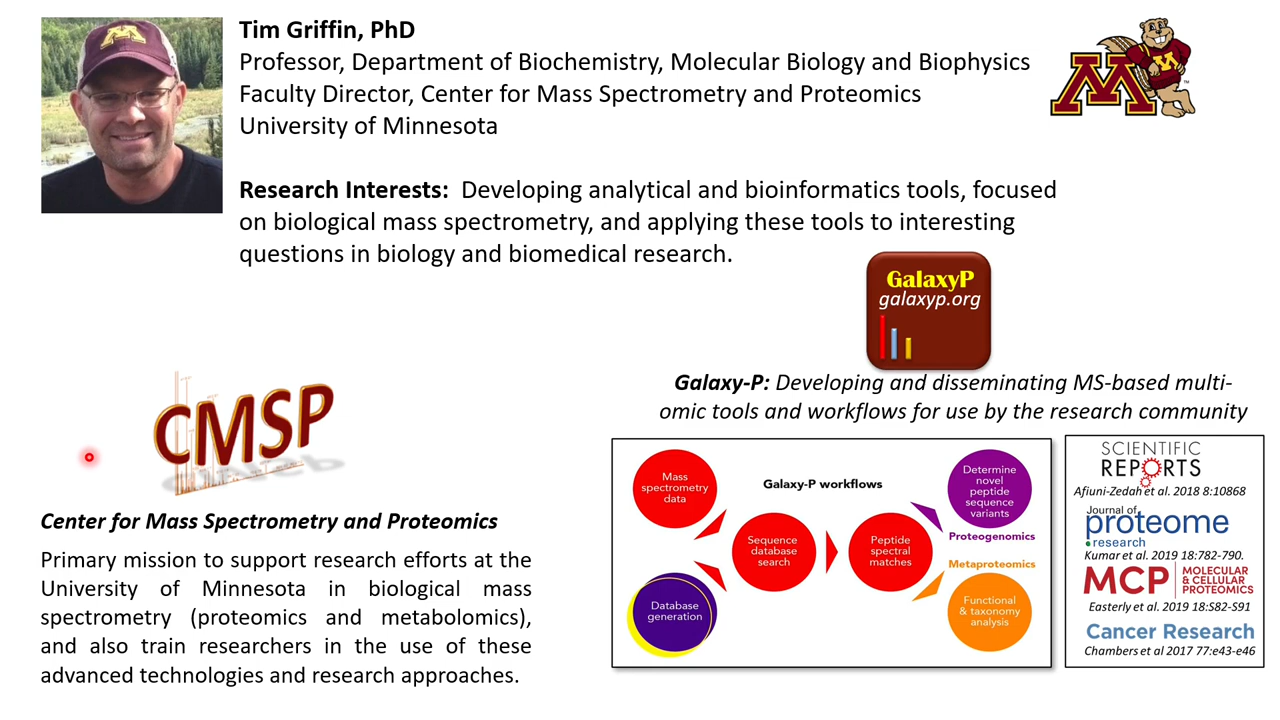 Tim Griffin, PhD
Professor, Department of Biochemistry, Molecular Biology and Biophysics
Faculty Director, Center for Mass Spectrometry and Proteomics
University of Minnesota
Research Interests: Developing analytical and bioinformatics tools, focused
on biological mass spectrometry, and applying these tools to interesting
questions in biology and biomedical research.
M
M
TM
GalaxyP
galaxyp.org
CMSP
Center for Mass Spectrometry and Proteomics
Primary mission to support research efforts at the
University of Minnesota in biological mass
spectrometry (proteomics and metabolomics),
and also train researchers in the use of these
advanced technologies and research approaches.
Galaxy-P: Developing and disseminating MS-based multi-
omic tools and workflows for use by the research community
Galaxy-P workflows
Mass
spectrometry
data
Database
generation
Sequence
database
search
Peptide
spectral
matches
Determine
novel
peptide
sequence
variants
Proteogenomics
Metaproteomics
Functional
& taxonomy
analysis
SCIENTIFIC
REPORTS
Afiuni-Zedah et al. 2018 8:10868
Journal of
proteome
research
Kumar et al. 2019 18:782-790.
MCP
MOLECULAR
& CELLULAR
PROTEOMICS
Easterly et al. 2019 18:S82-S91
Cancer Research
Chambers et al 2017 77:e43-e46